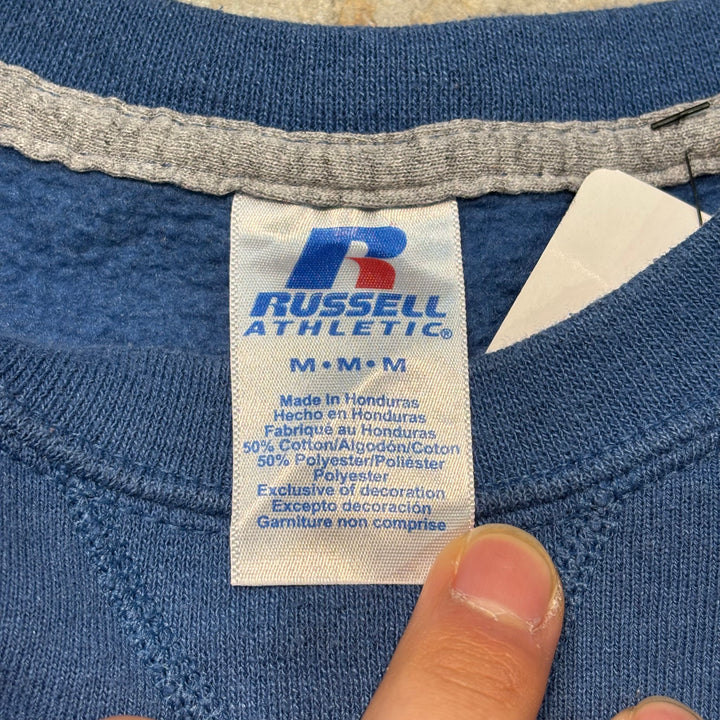 RUSSELL
ATHLETIC®
M • M • M
Made In Honduras
Hecho en Honduras
Fabriqué au Honduras
50% Cotton/Algodón/Coton
50% Polyester/Poliéster
Polyester
Exclusive of decoration
Excepto decoración
Garniture non comprise